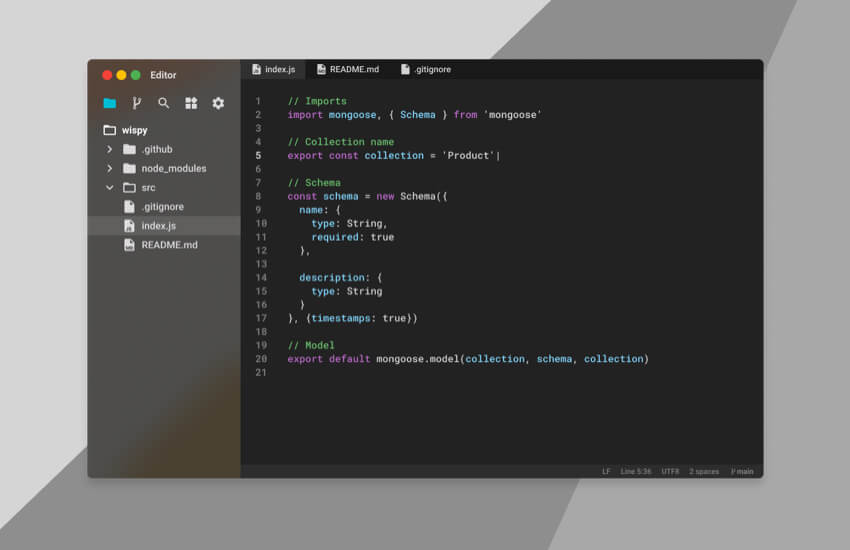 Editor
wispy
.github
node_modules
src
.gitignore
index.js
README.md
index.js README.md .gitignore
1 // Imports
2 import mongoose, { Schema } from 'mongoose'
3
4 // Collection name
5 export const collection = 'Product'
6
7 // Schema
8 const schema = new Schema({
9   name: {
10     type: String,
11     required: true
12   },
13
14   description: {
15     type: String
16   }
17 }, {timestamps: true})
18
19 // Model
20 export default mongoose.model(collection, schema, collection)
21
LF Line 5:36 UTF8 2 spaces main